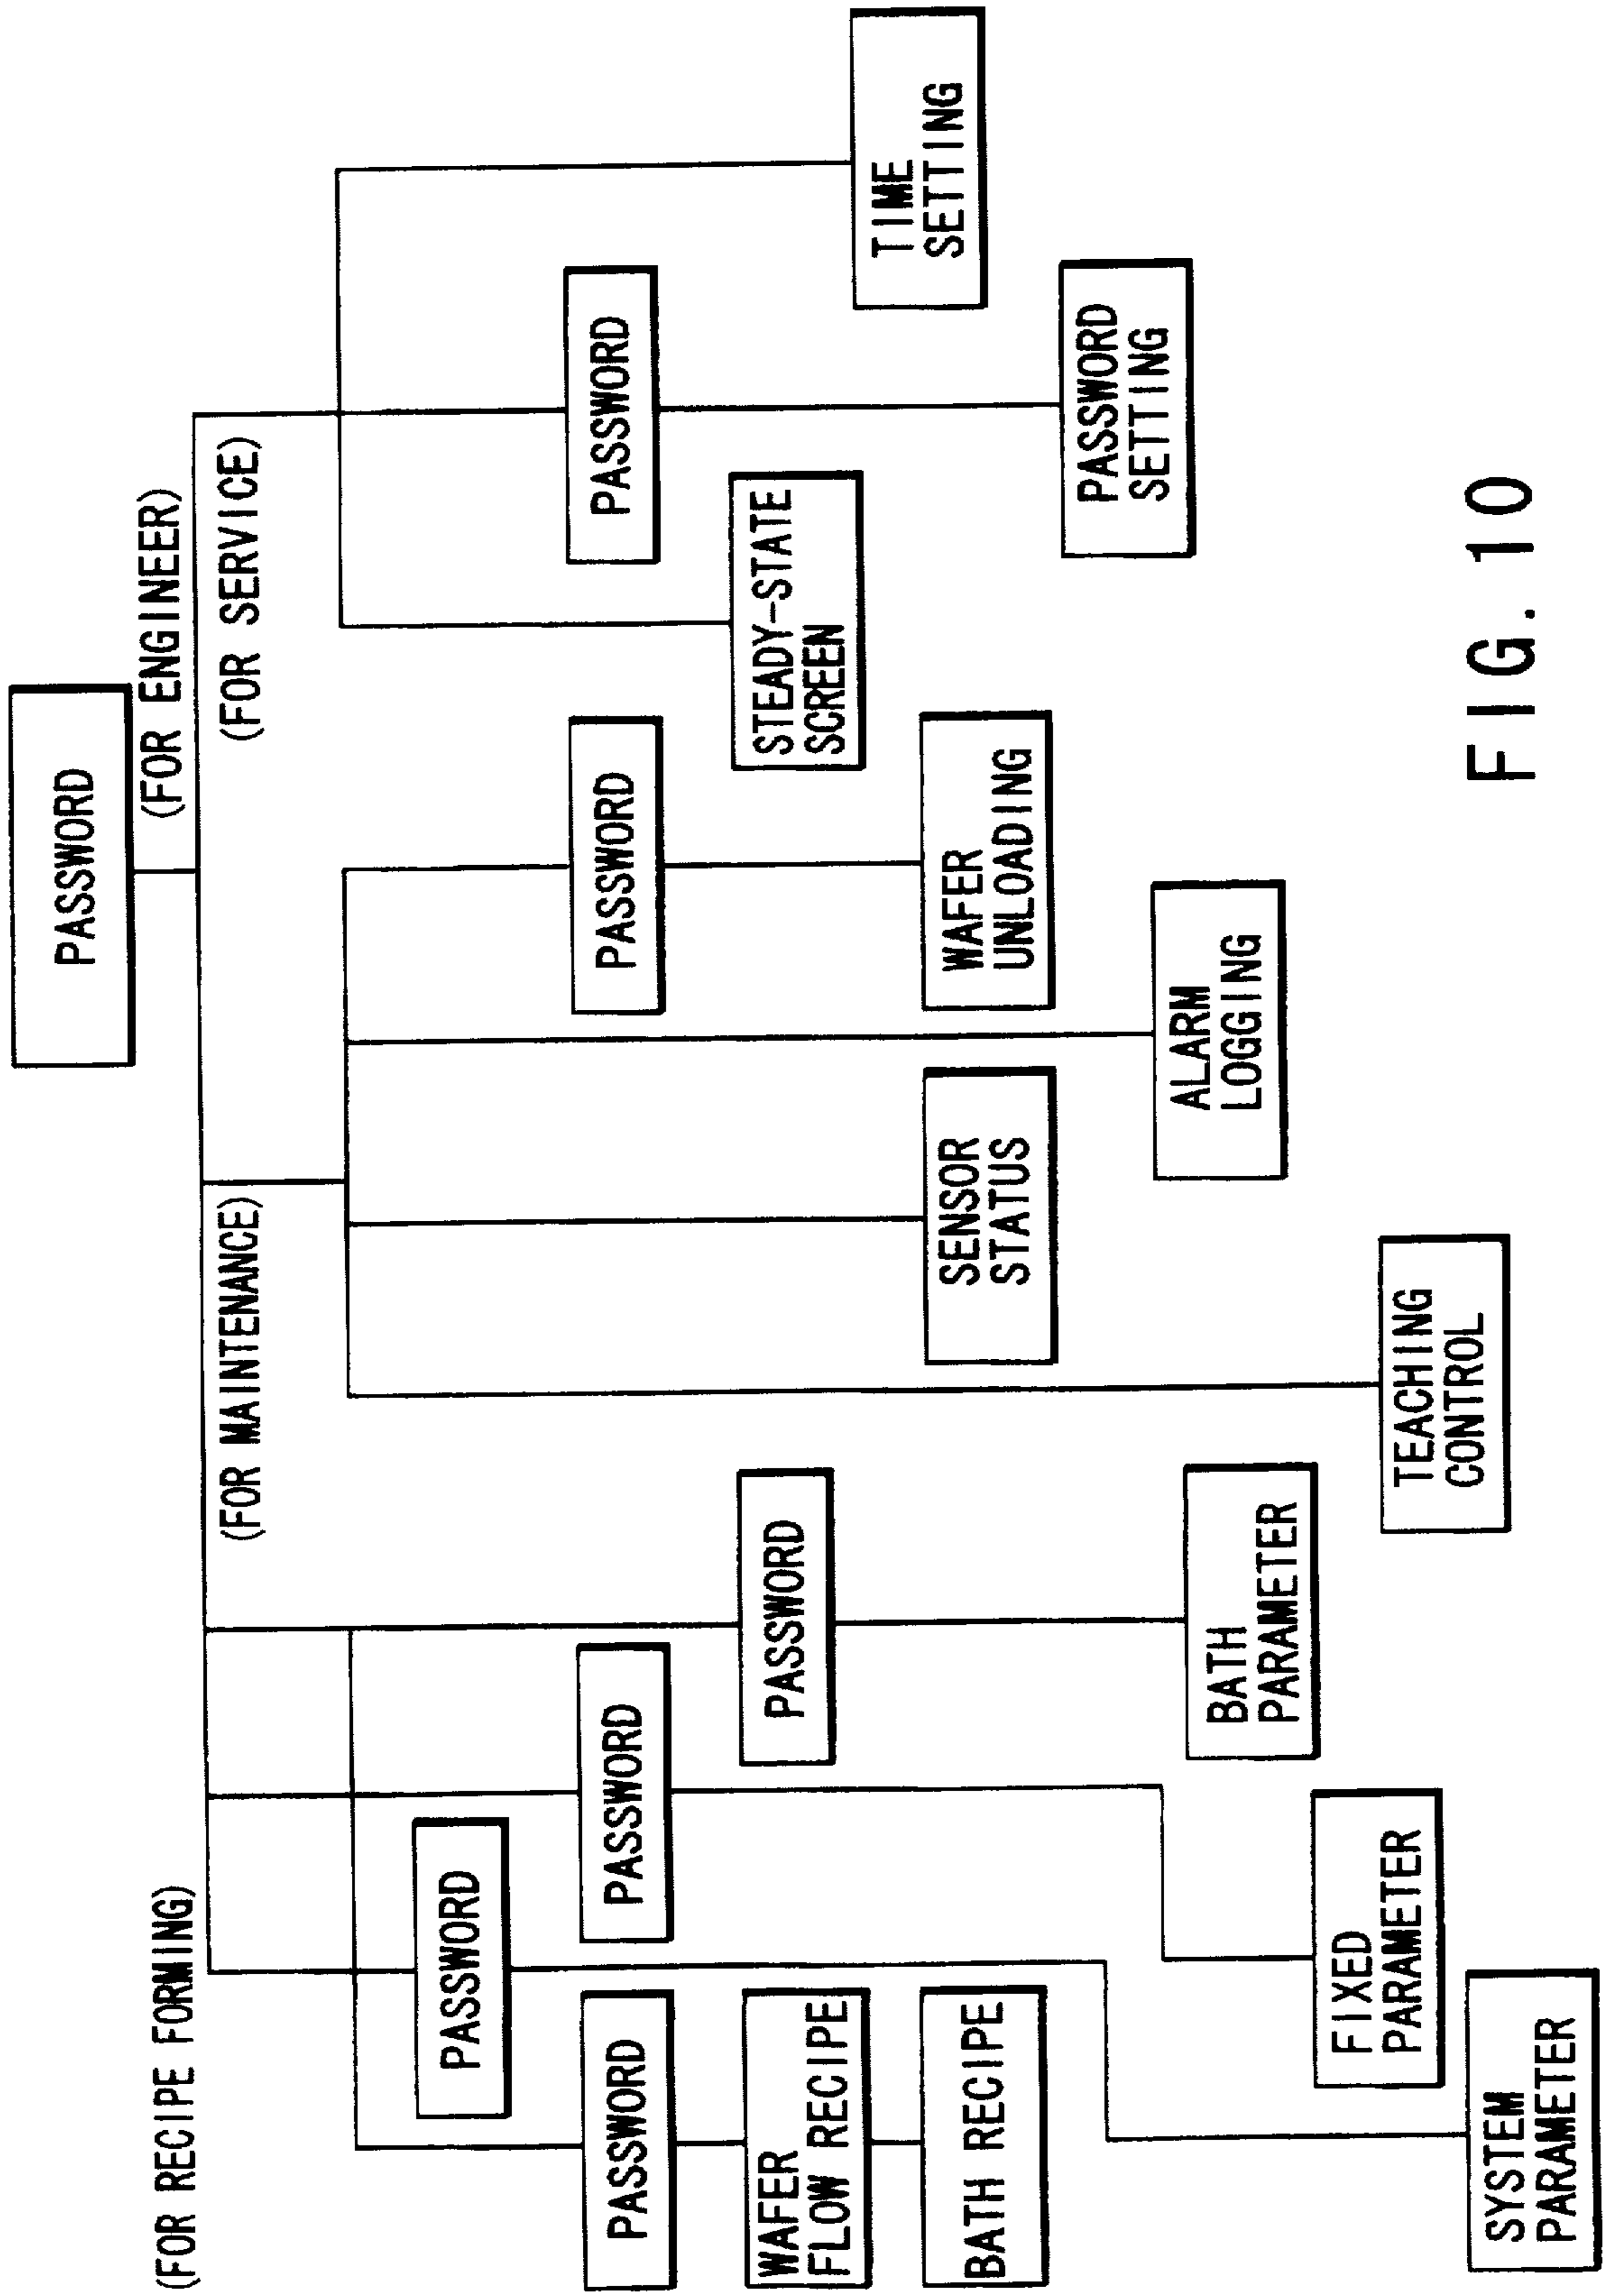 PASSWORD
(FOR ENGINEER)
(FOR RECIPE FORMING)
(FOR MAINTENANCE)
(FOR SERVICE)
PASSWORD
PASSWORD
PASSWORD
PASSWORD
PASSWORD
PASSWORD
WAFER
FLOW RECIPE
PASSWORD
STEADY-STATE
SCREEN
TIME
SETTING
BATH RECIPE
SENSOR
STATUS
WAFER
UNLOADING
PASSWORD
SETTING
ALARM
LOGGING
BATH
PARAMETER
FIXED
PARAMETER
TEACHING
CONTROL
SYSTEM
PARAMETER
FIG. 10